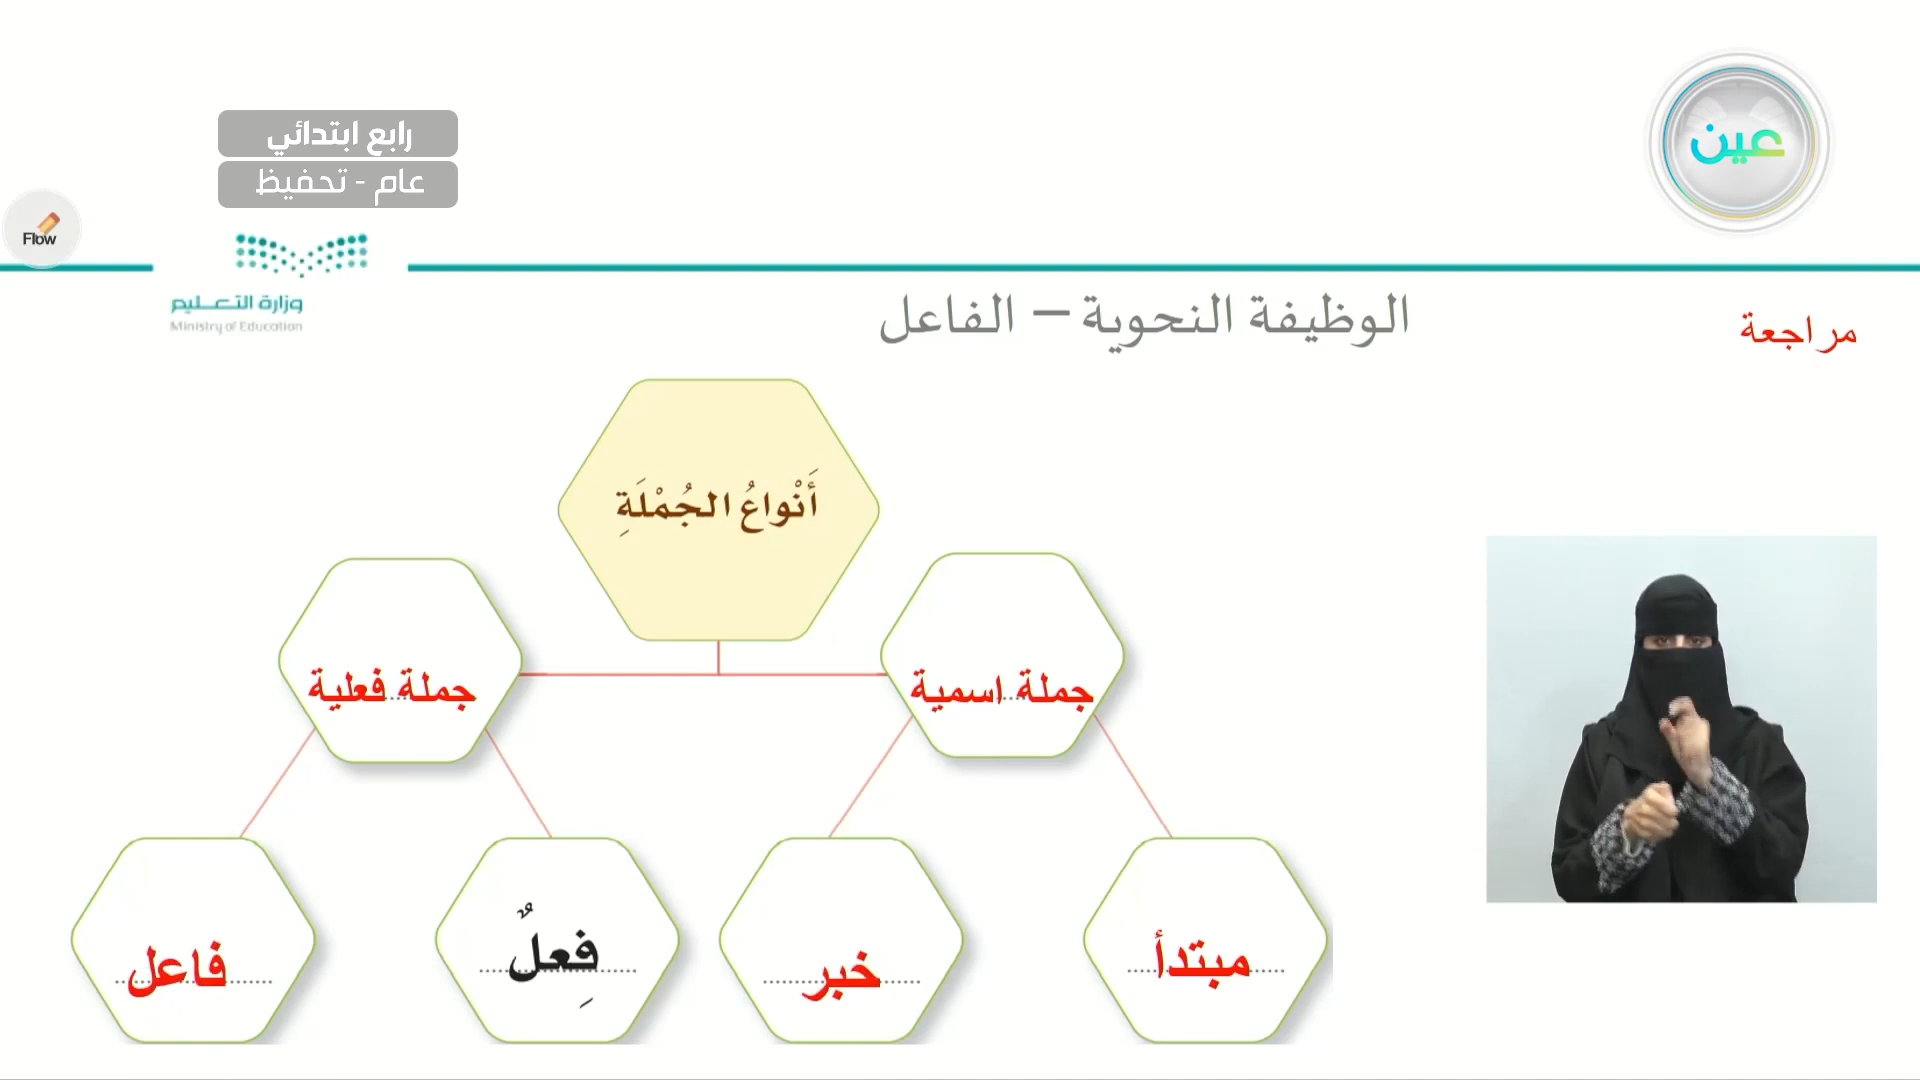 عين
رابع ابتدائي
عام - تحفيظ
Flow
وزارة التعليم
Ministry of Education
مراجعة
الوظيفة النحوية – الفاعل
أَنْواعُ الجُمْلَةِ
جملة اسمية
جملة فعلية
مبتدأ
خبر
فِعلٌ
فاعل